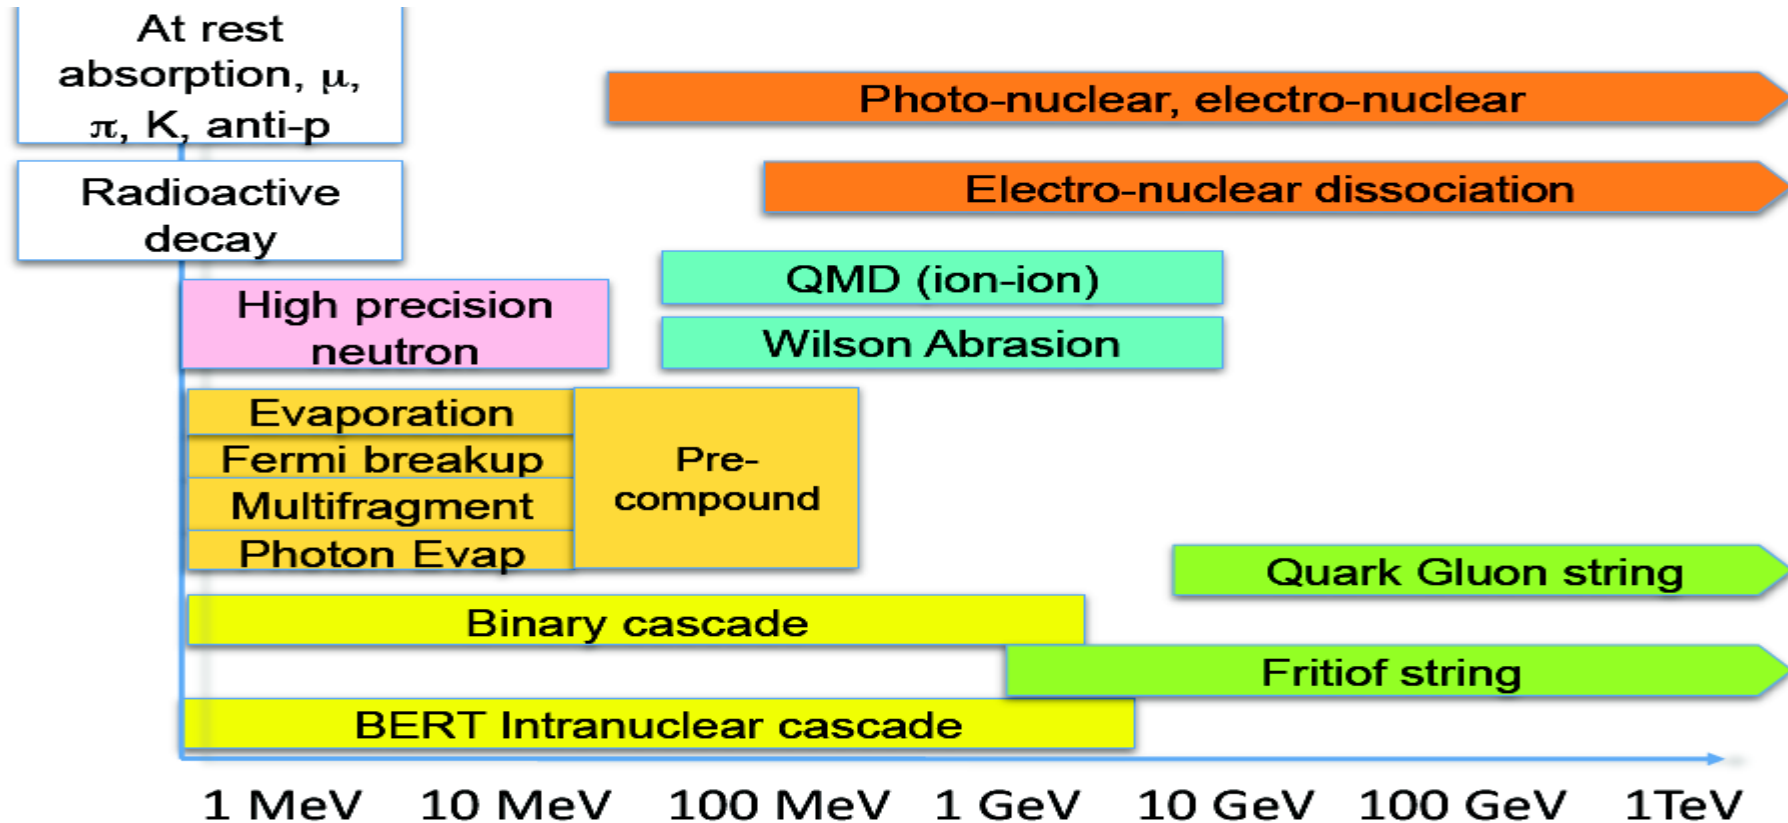 At rest
absorption, μ,
π, K, anti-p
Radioactive
decay
Photo-nuclear, electro-nuclear
Electro-nuclear dissociation
QMD (ion-ion)
Wilson Abrasion
High precision
neutron
Evaporation
Fermi breakup
Multifragment
Photon Evap
Pre-
compound
Quark Gluon string
Binary cascade
Fritiof string
BERT Intranuclear cascade
1 MeV 10 MeV 100 MeV 1 GeV 10 GeV 100 GeV 1TeV